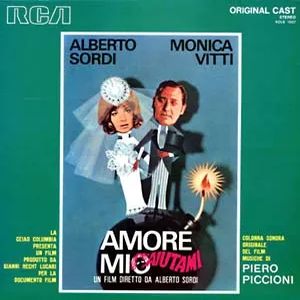 RCA
ORIGINAL CAST
STEREO
ALBERTO
SORDI
MONICA
VITTI
LA
CEIAD COLUMBIA
PRESENTA
UN FILM
PRODOTTO DA
GIANNI HECHT LUCARI
PER LA
DOCUMENTO FILM
AMORE
MIO
AIUTAMI
UN FILM DIRETTO DA ALBERTO SORDI
COLONNA SONORA
ORIGINALE
DEL FILM
MUSICHE DI
PIERO
PICCIONI